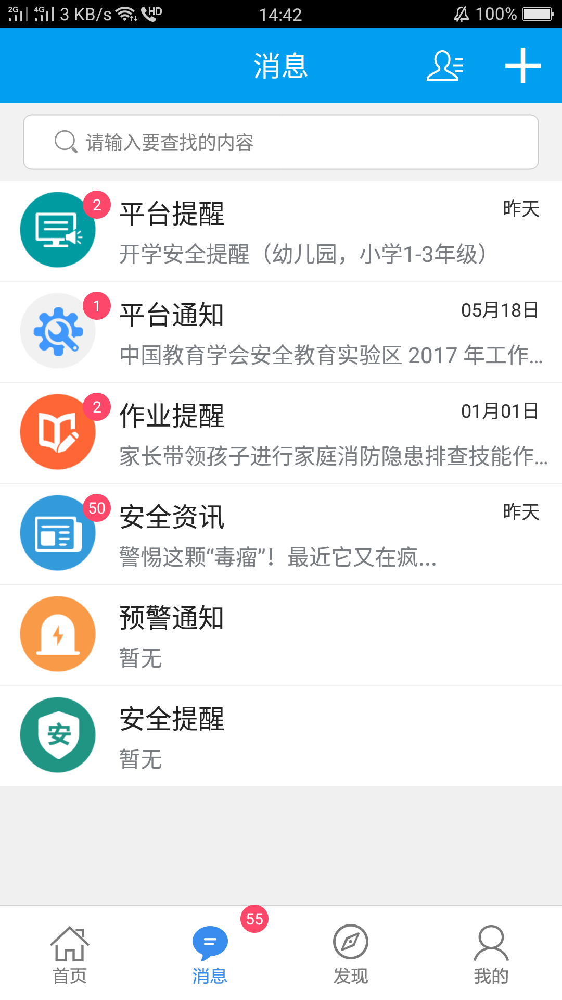 2G 4G 3 KB/s HD 14:42 100%
消息
请输入要查找的内容
2 平台提醒 昨天
开学安全提醒（幼儿园，小学1-3年级）
1 平台通知 05月18日
中国教育学会安全教育实验区 2017 年工作...
2 作业提醒 01月01日
家长带领孩子进行家庭消防隐患排查技能作...
50 安全资讯 昨天
警惕这颗“毒瘤”！最近它又在疯...
预警通知
暂无
安 安全提醒
暂无
55
首页 消息 发现 我的